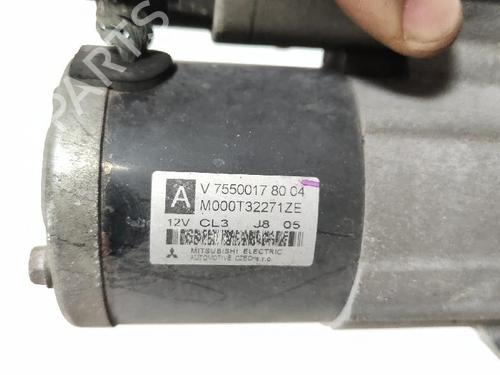 A
V 7550017 80 04
M000T32271ZE
12V CL3 J8 05
MITSUBISHI ELECTRIC
AUTOMOTIVE CZECH s.r.o.